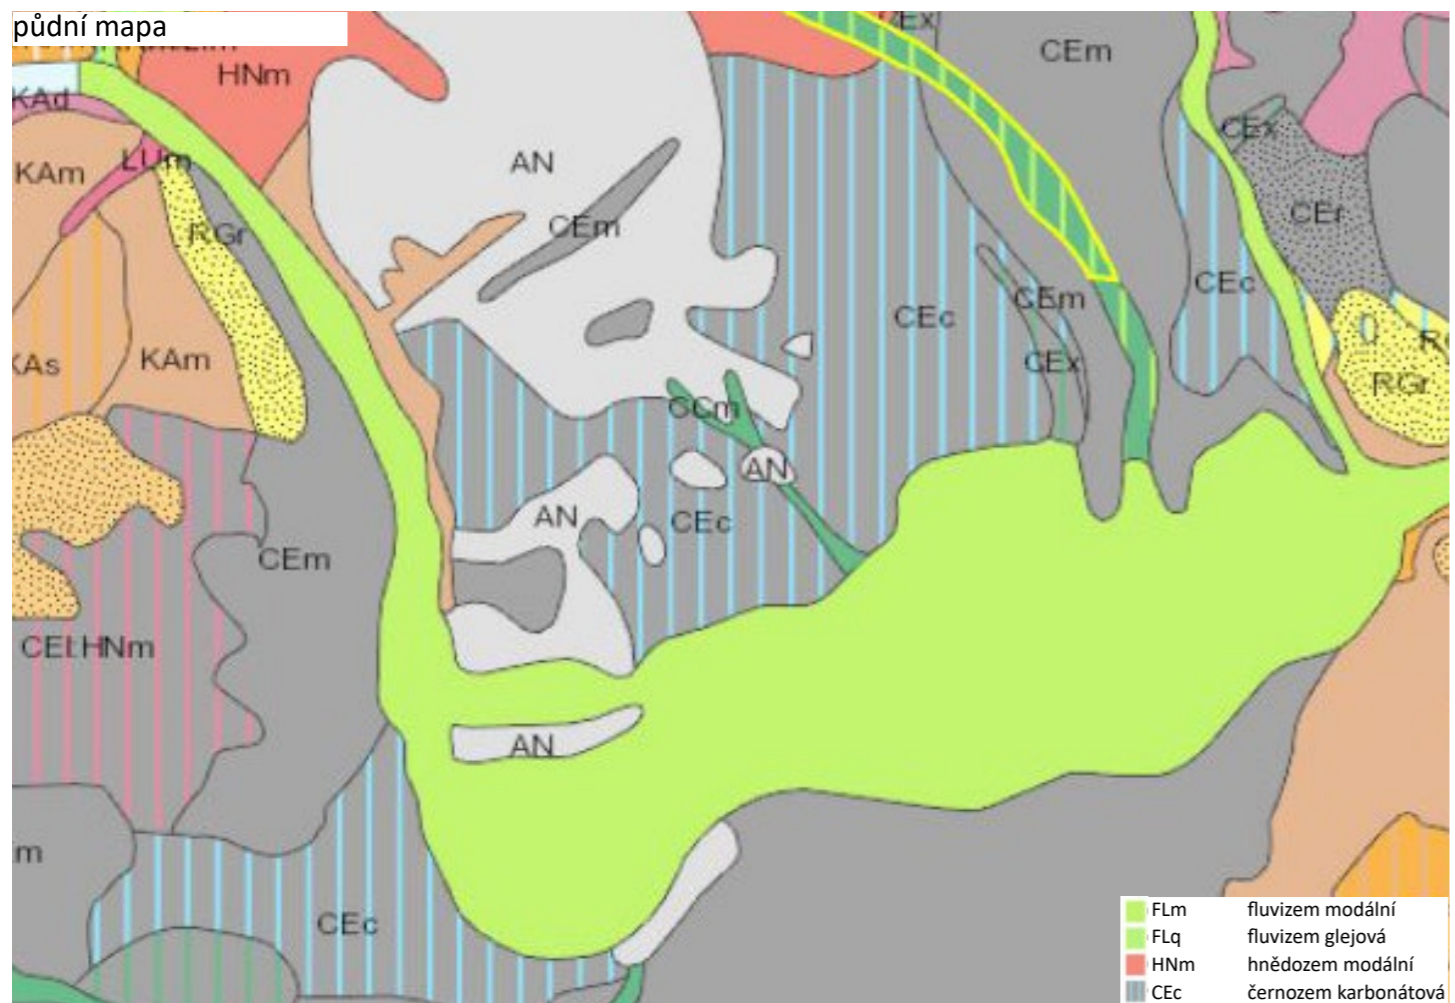 půdní mapa
CEx
CEm
HNm
KAd
CEx
LUm
AN
KAm
CEr
CEm
RGr
CEc
CEm
CEc
KAs
KAm
CEx
RGr
CCm
AN
AN
CEc
CEm
CEl:HNm
AN
m
CEc
FLm fluvizem modální
FLq fluvizem glejová
HNm hnědozem modální
CEc černozem karbonátová